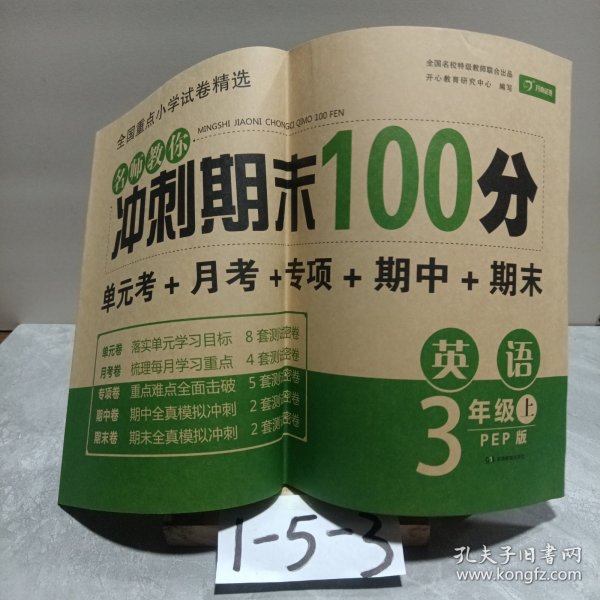 全国重点小学试卷精选
全国名校特级教师联合出品
开心教育研究中心 编写
名师教你
MINGSHI JIAONI CHONGCI QIMO 100 FEN
冲刺期末100分
单元考+月考+专项+期中+期末
单元卷 落实单元学习目标 8套测试密卷
月考卷 梳理每月学习重点 4套测试密卷
专项卷 重点难点全面击破 5套测试密卷
期中卷 期中全真模拟冲刺 2套测试密卷
期末卷 期末全真模拟冲刺 2套测试密卷
英语
3年级上
PEP版
1-5-3
孔夫子旧书网
www.kongfz.com